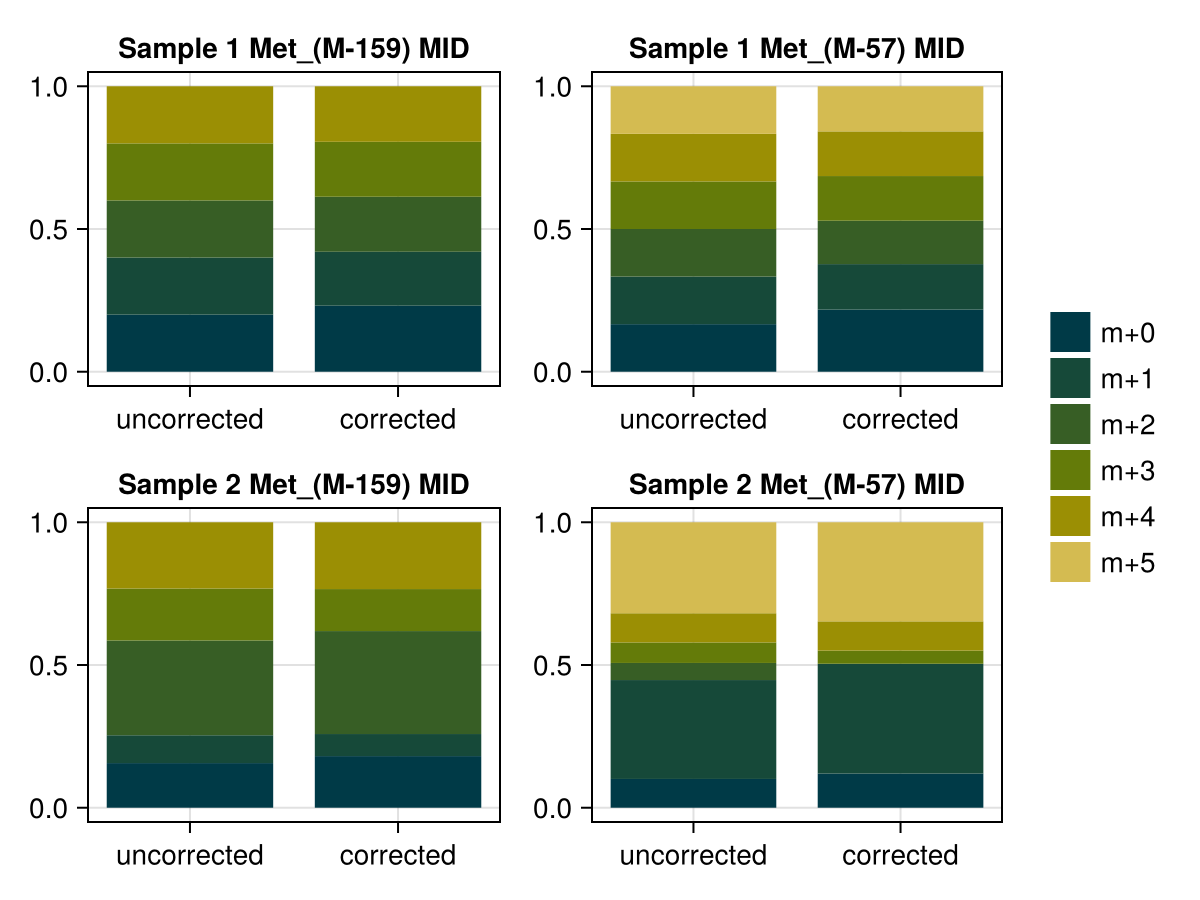 Sample 1 Met_(M-159) MID
1.0
0.5
0.0
uncorrected corrected
Sample 1 Met_(M-57) MID
1.0
0.5
0.0
uncorrected corrected
Sample 2 Met_(M-159) MID
1.0
0.5
0.0
uncorrected corrected
Sample 2 Met_(M-57) MID
1.0
0.5
0.0
uncorrected corrected
m+0
m+1
m+2
m+3
m+4
m+5